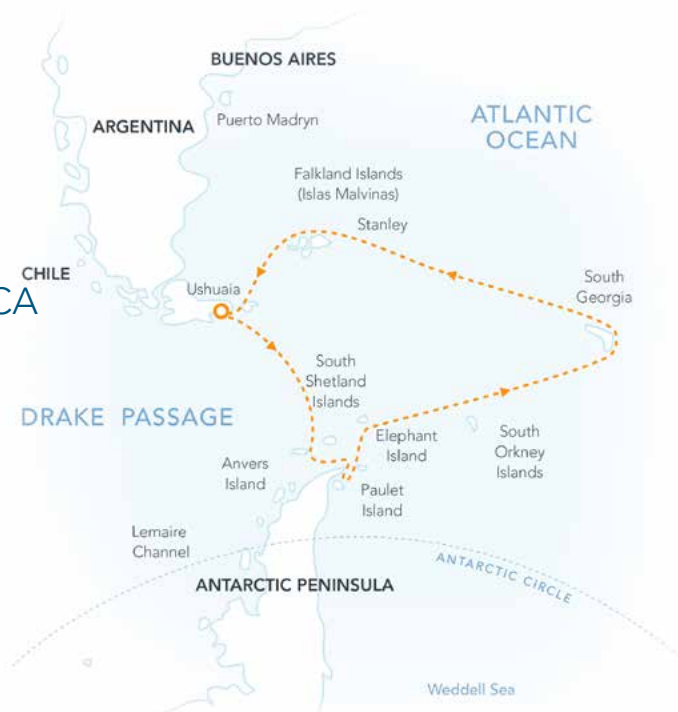 BUENOS AIRES
ATLANTIC
OCEAN
Puerto Madryn
ARGENTINA
Falkland Islands
(Islas Malvinas)
Stanley
CHILE
CA
Ushuaia
South
Georgia
South
Shetland
Islands
DRAKE PASSAGE
Elephant
Island
South
Orkney
Islands
Anvers
Island
Paulet
Island
Lemaire
Channel
ANTARCTIC CIRCLE
ANTARCTIC PENINSULA
Weddell Sea